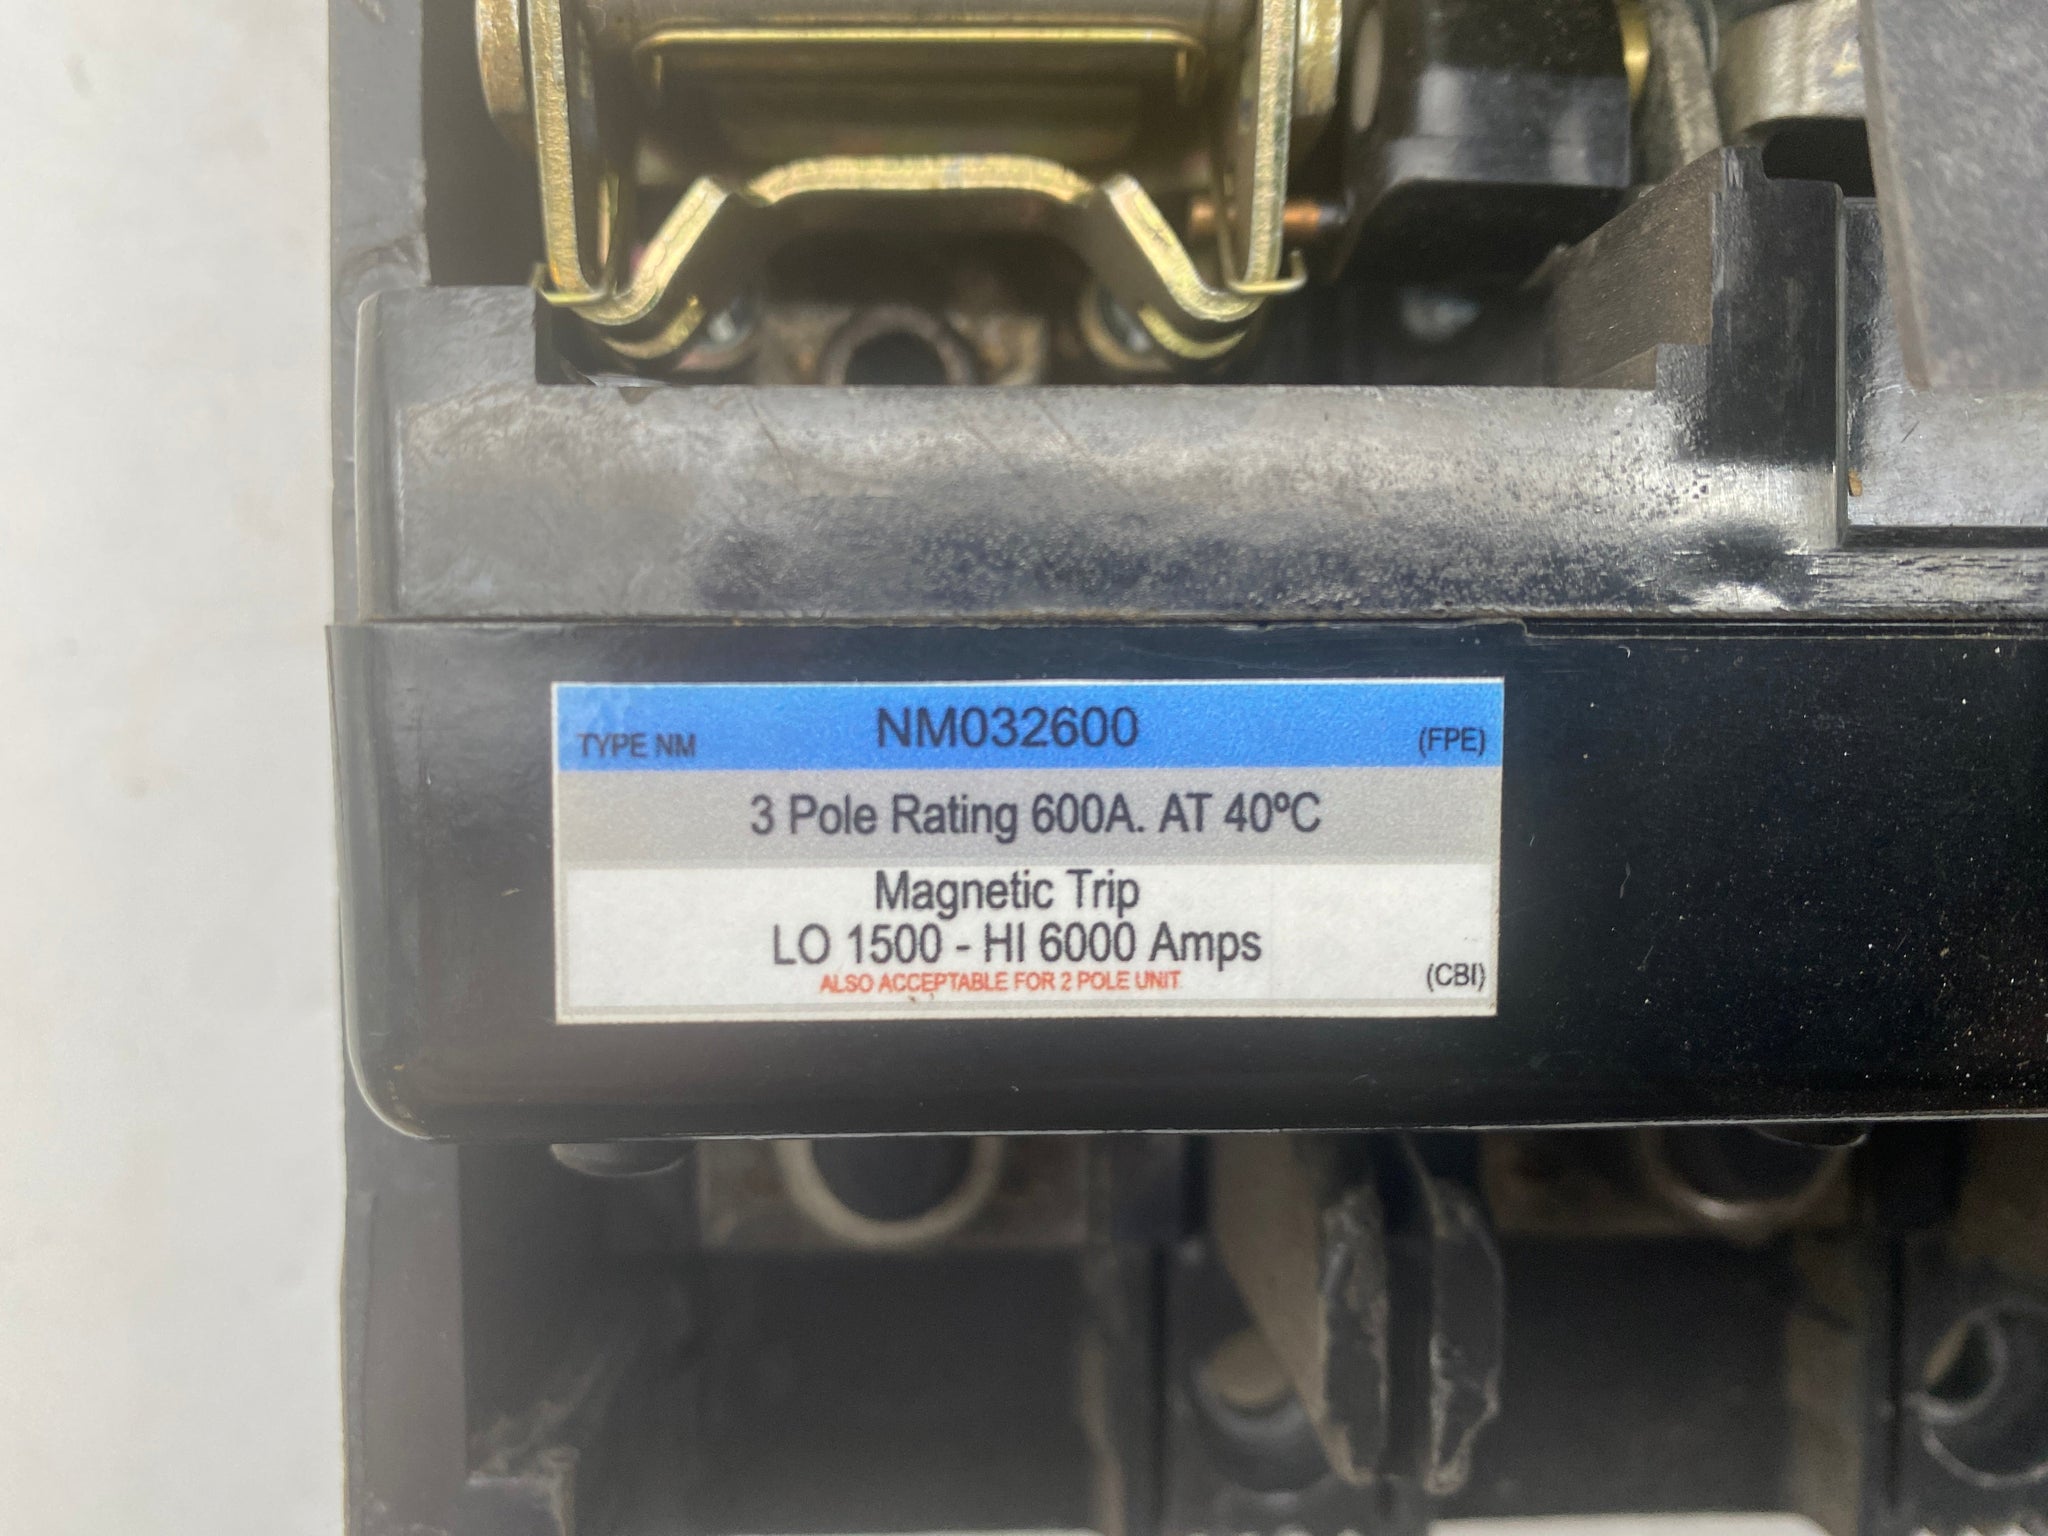 TYPE NM NM032600 (FPE)
3 Pole Rating 600A. AT 40ºC
Magnetic Trip
LO 1500 - HI 6000 Amps
ALSO ACCEPTABLE FOR 2 POLE UNIT (CBI)